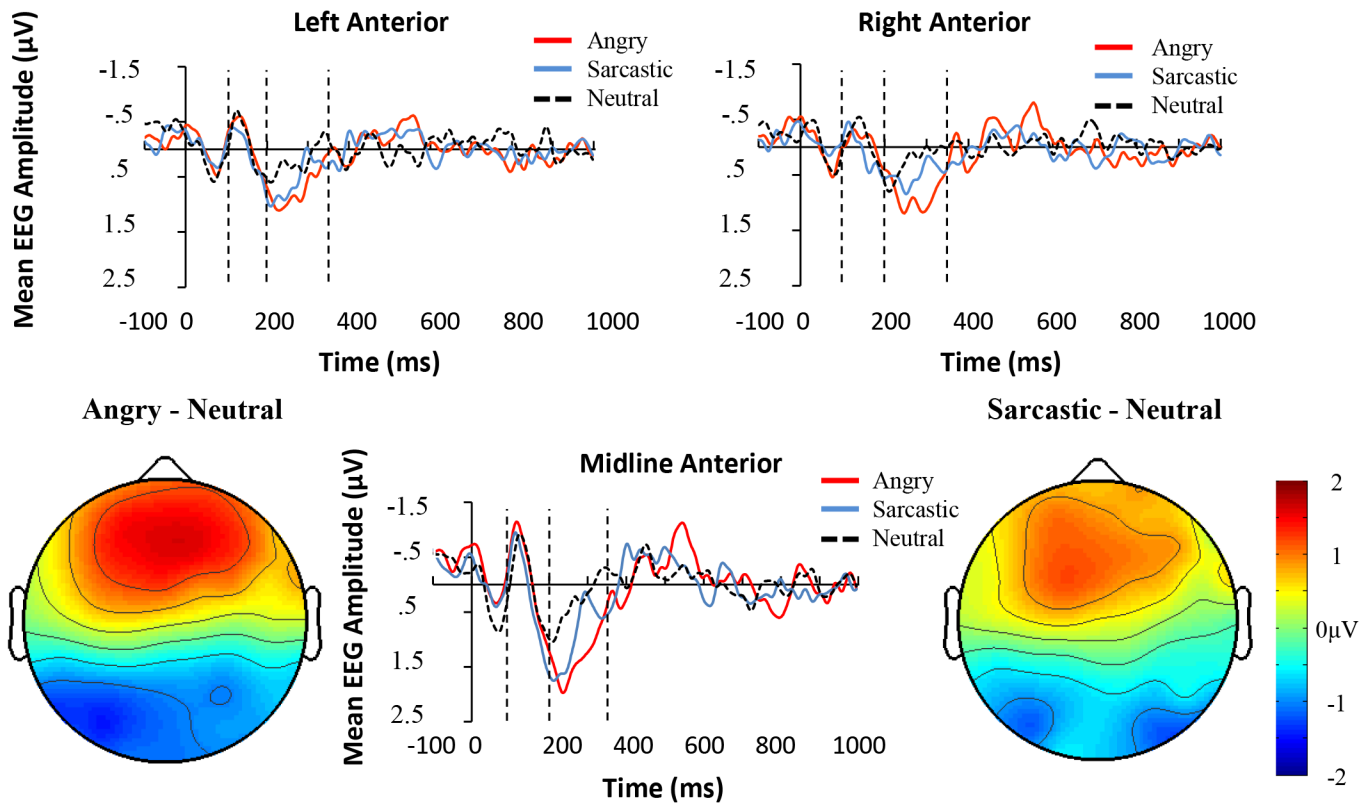 Left Anterior
Mean EEG Amplitude (µV)
Angry
Sarcastic
Neutral
-1.5
-.5
.5
1.5
2.5
-100 0 200 400 600 800 1000
Time (ms)
Right Anterior
Angry
Sarcastic
Neutral
-1.5
-.5
.5
1.5
2.5
-100 0 200 400 600 800 1000
Time (ms)
Angry - Neutral
Midline Anterior
Mean EEG Amplitude (µV)
Angry
Sarcastic
Neutral
-1.5
-.5
.5
1.5
2.5
-100 0 200 400 600 800 1000
Time (ms)
Sarcastic - Neutral
2
1
0µV
-1
-2